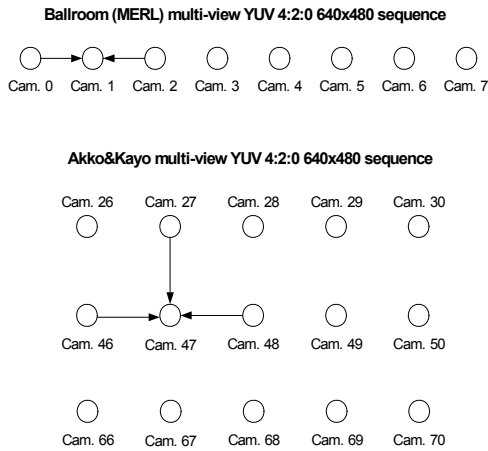 Ballroom (MERL) multi-view YUV 4:2:0 640x480 sequence
Cam. 0 Cam. 1 Cam. 2 Cam. 3 Cam. 4 Cam. 5 Cam. 6 Cam. 7
Akko&Kayo multi-view YUV 4:2:0 640x480 sequence
Cam. 26 Cam. 27 Cam. 28 Cam. 29 Cam. 30
Cam. 46 Cam. 47 Cam. 48 Cam. 49 Cam. 50
Cam. 66 Cam. 67 Cam. 68 Cam. 69 Cam. 70